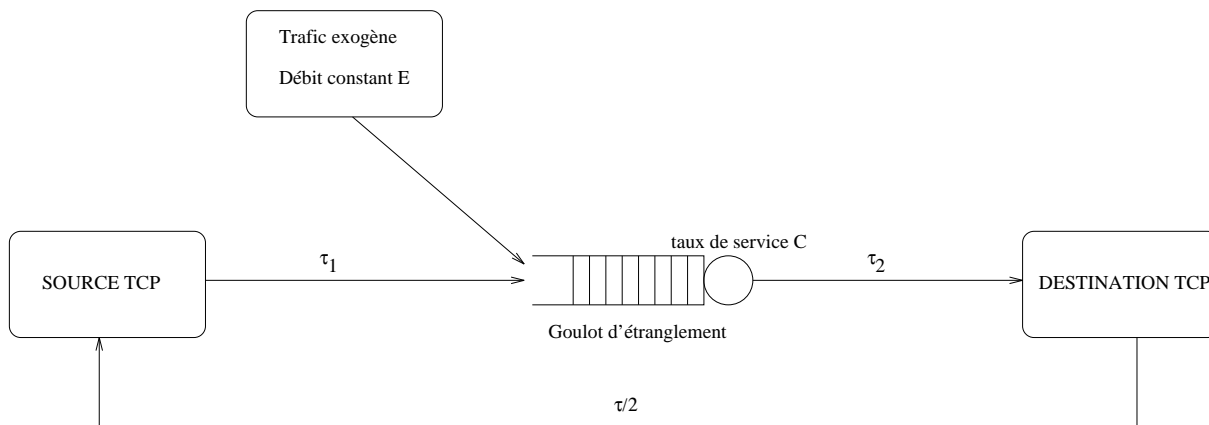 Trafic exogène
Débit constant E
taux de service C
SOURCE TCP
τ1
τ2
DESTINATION TCP
Goulot d'étranglement
τ/2